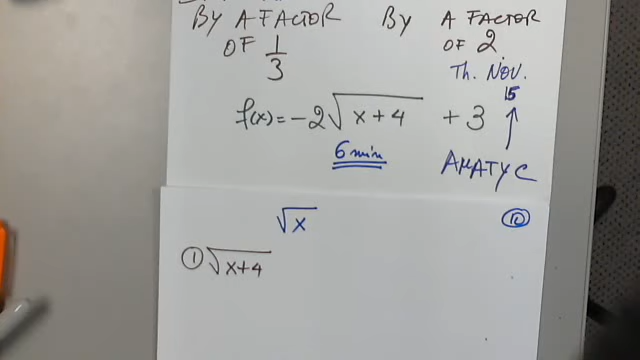 BY A FACTOR
OF 1/3
BY A FACTOR
OF 2
Th. Nov.
15
f(x) = -2√(x+4) + 3
6 min
AMATYC
√x
10
① √(x+4)